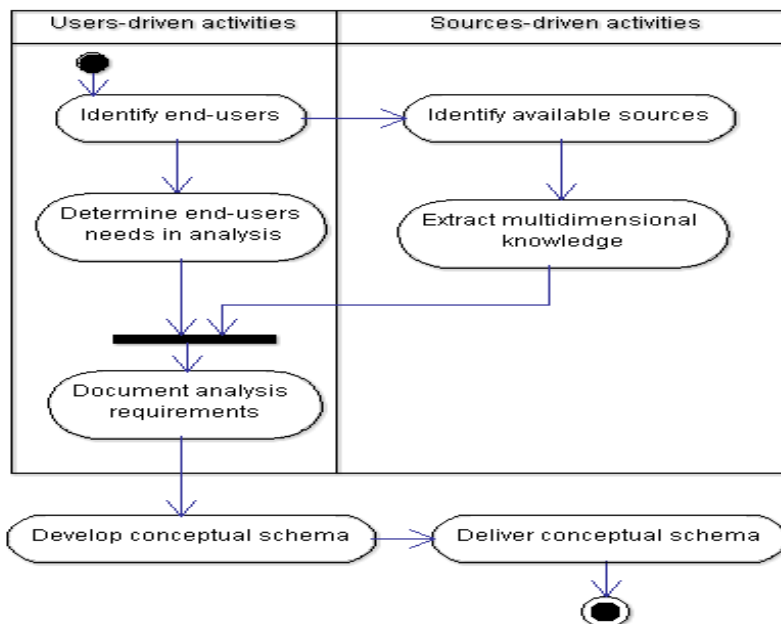 Users-driven activities
Sources-driven activities
Identify end-users
Identify available sources
Determine end-users
needs in analysis
Extract multidimensional
knowledge
Document analysis
requirements
Develop conceptual schema
Deliver conceptual schema